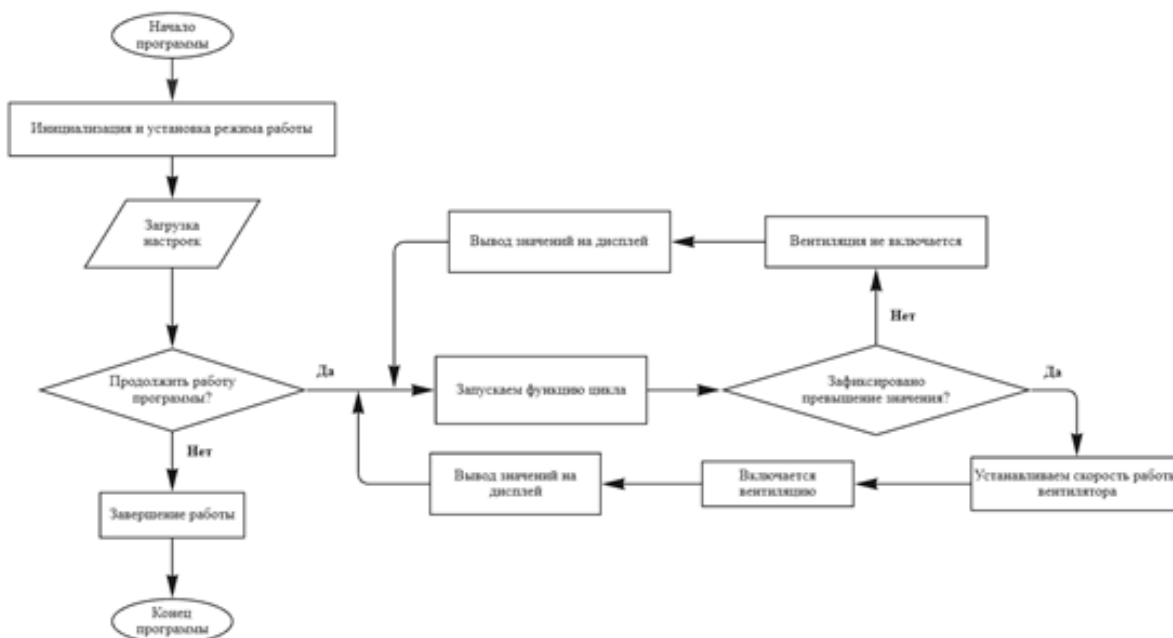 Начало
программы
Инициализация и установка режима работы
Загрузка
настроек
Вывод значений на дисплей
Вентиляция не включается
Нет
Продолжить работу
программы?
Да
Запускаем функцию цикла
Зафиксировано
превышение значения?
Да
Нет
Вывод значений на
дисплей
Включается
вентиляцию
Устанавливаем скорость работы
вентилятора
Завершение работы
Конец
программы